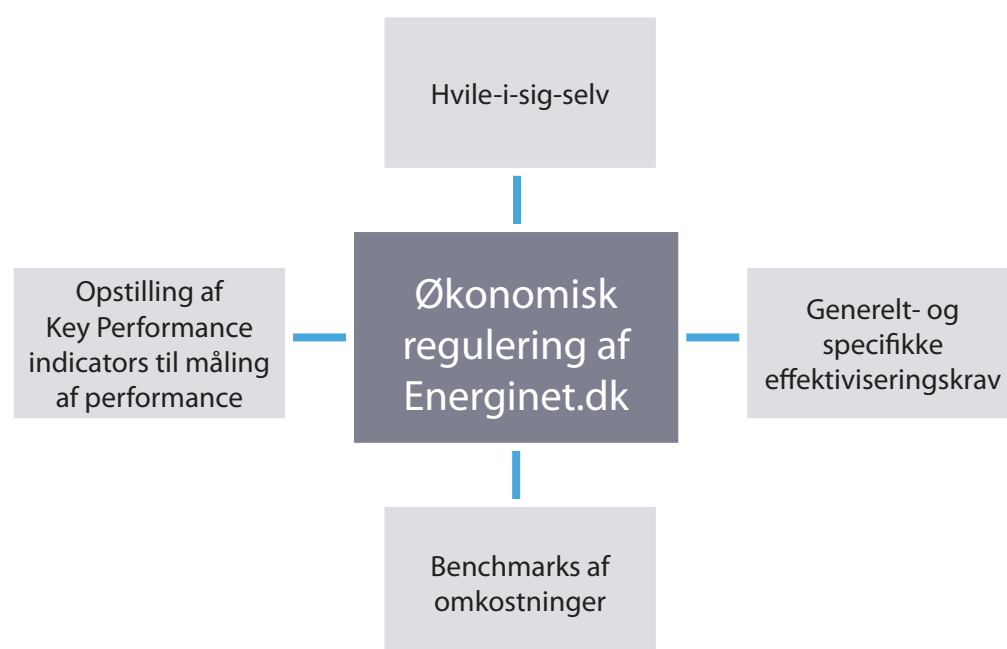 Hvile-i-sig-selv
Opstilling af
Key Performance
indicators til måling
af performance
Økonomisk
regulering af
Energinet.dk
Generelt- og
specifikke
effektiviseringskrav
Benchmarks af
omkostninger